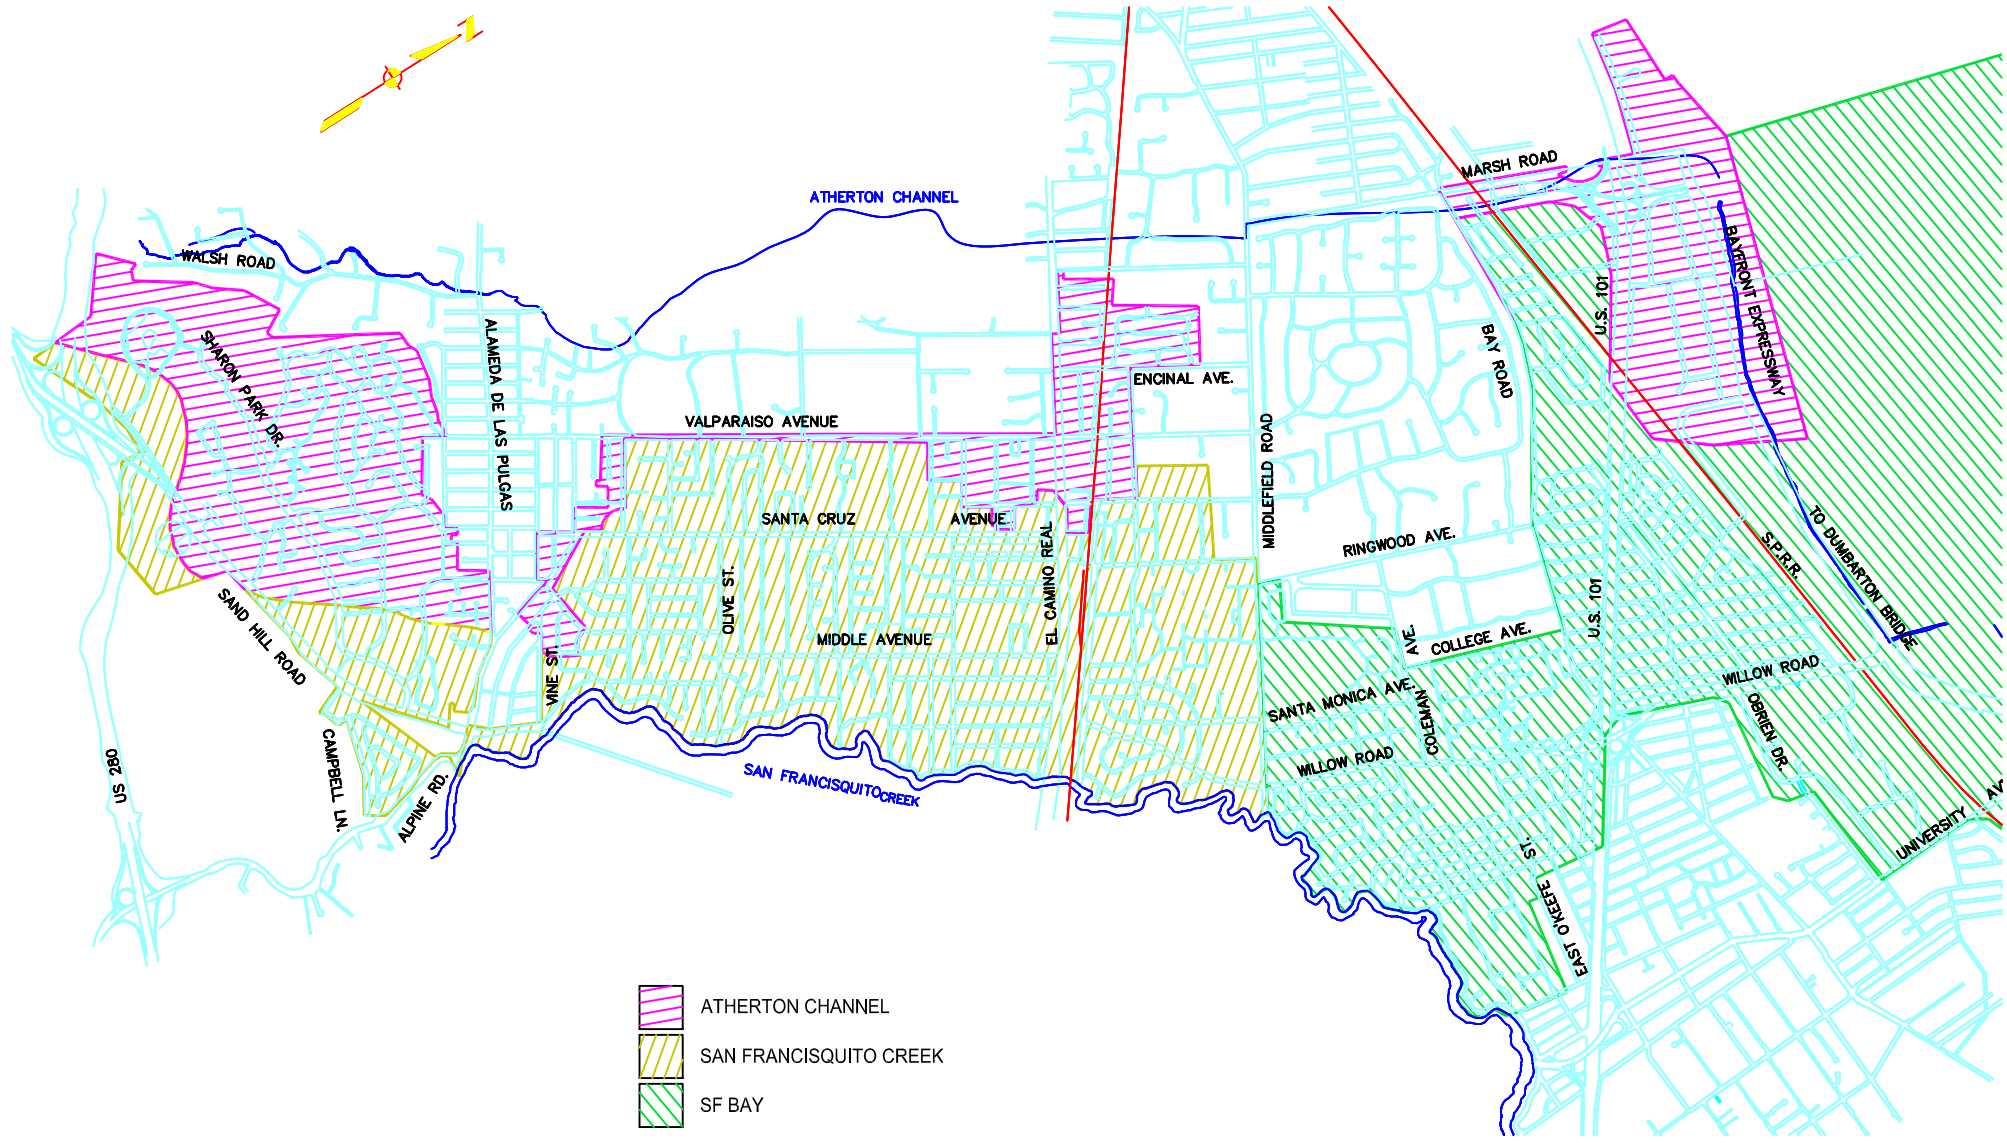 N
MARSH ROAD
ATHERTON CHANNEL
WALSH ROAD
BAYFRONT EXPRESSWAY
U.S. 101
SHARON PARK DR.
ALAMEDA DE LAS PULGAS
BAY ROAD
ENCINAL AVE.
VALPARAISO AVENUE
MIDDLEFIELD ROAD
SANTA CRUZ AVENUE
EL CAMINO REAL
RINGWOOD AVE.
S.P.R.R.
TO DUMBARTON BRIDGE
OLIVE ST.
U.S. 101
SAND HILL ROAD
MIDDLE AVENUE
AVE.
COLLEGE AVE.
VINE ST.
WILLOW ROAD
SANTA MONICA AVE.
COLEMAN
OBRIEN DR.
US 280
CAMPBELL LN.
ALPINE RD.
SAN FRANCISQUITO CREEK
WILLOW ROAD
UNIVERSITY AV
EAST O'KEEFE ST.
ATHERTON CHANNEL
SAN FRANCISQUITO CREEK
SF BAY